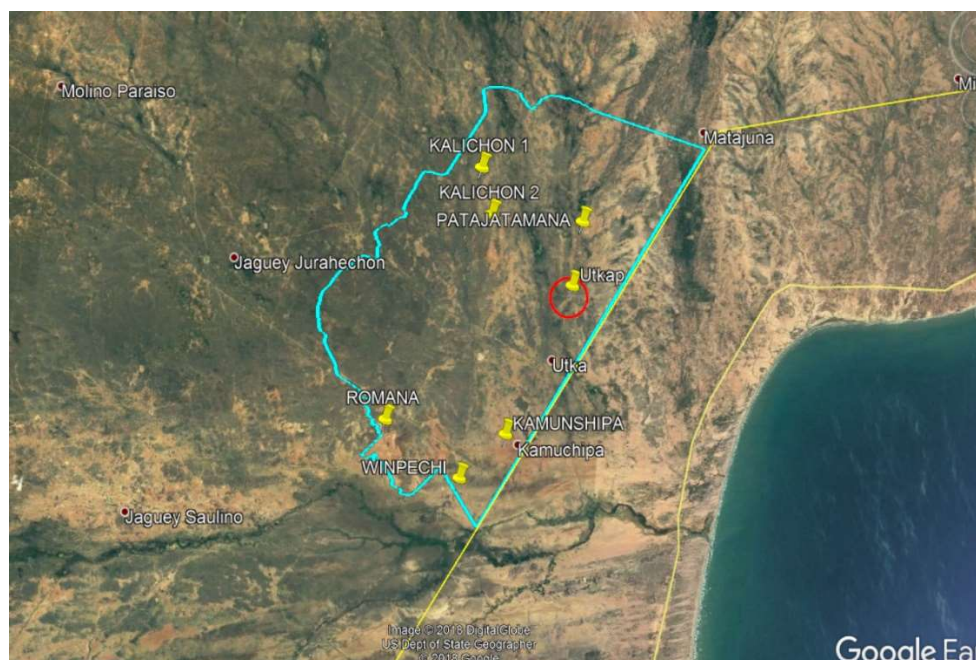 Molino Paraiso
Mi
Matajuna
KALICHON 1
KALICHON 2
PATAJATAMANA
Jaguey Jurahechon
Utkap
Utka
ROMANA
KAMUNSHIPA
Kamuchipa
WINPECHI
Jaguey Saulino
Image © 2018 DigitalGlobe
US Dept of State Geographer
© 2018 Google
Google Ea